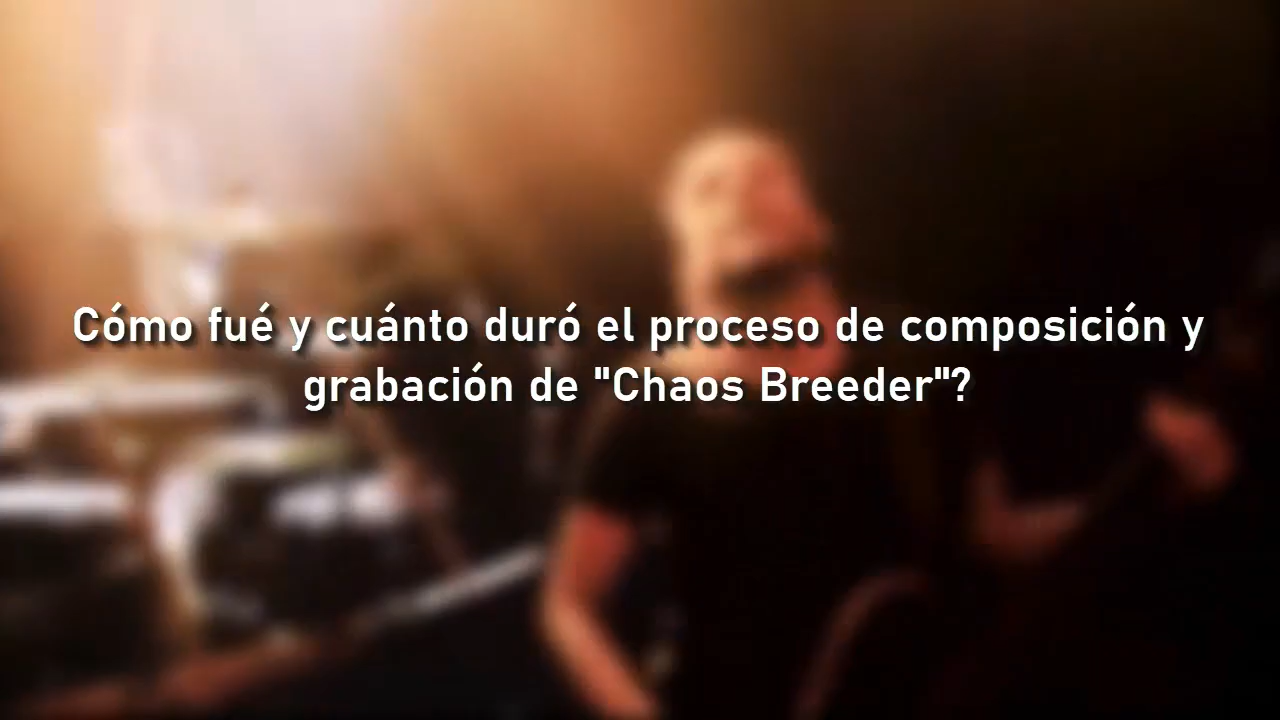 Cómo fué y cuánto duró el proceso de composición y
grabación de "Chaos Breeder"?